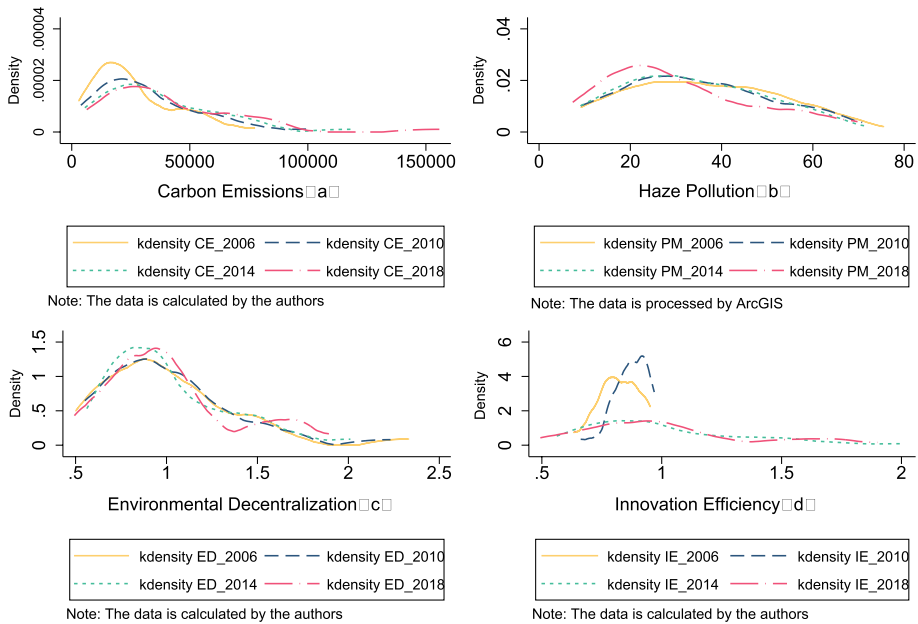 Density
.00004
.00002
0
0
50000
100000
150000
Carbon Emissions□a□
kdensity CE_2006
kdensity CE_2010
kdensity CE_2014
kdensity CE_2018
Note: The data is calculated by the authors
Density
.04
.02
0
0
20
40
60
80
Haze Pollution□b□
kdensity PM_2006
kdensity PM_2010
kdensity PM_2014
kdensity PM_2018
Note: The data is processed by ArcGIS
Density
1.5
1
.5
0
.5
1
1.5
2
2.5
Environmental Decentralization□c□
kdensity ED_2006
kdensity ED_2010
kdensity ED_2014
kdensity ED_2018
Note: The data is calculated by the authors
Density
6
4
2
0
.5
1
1.5
2
Innovation Efficiency□d□
kdensity IE_2006
kdensity IE_2010
kdensity IE_2014
kdensity IE_2018
Note: The data is calculated by the authors